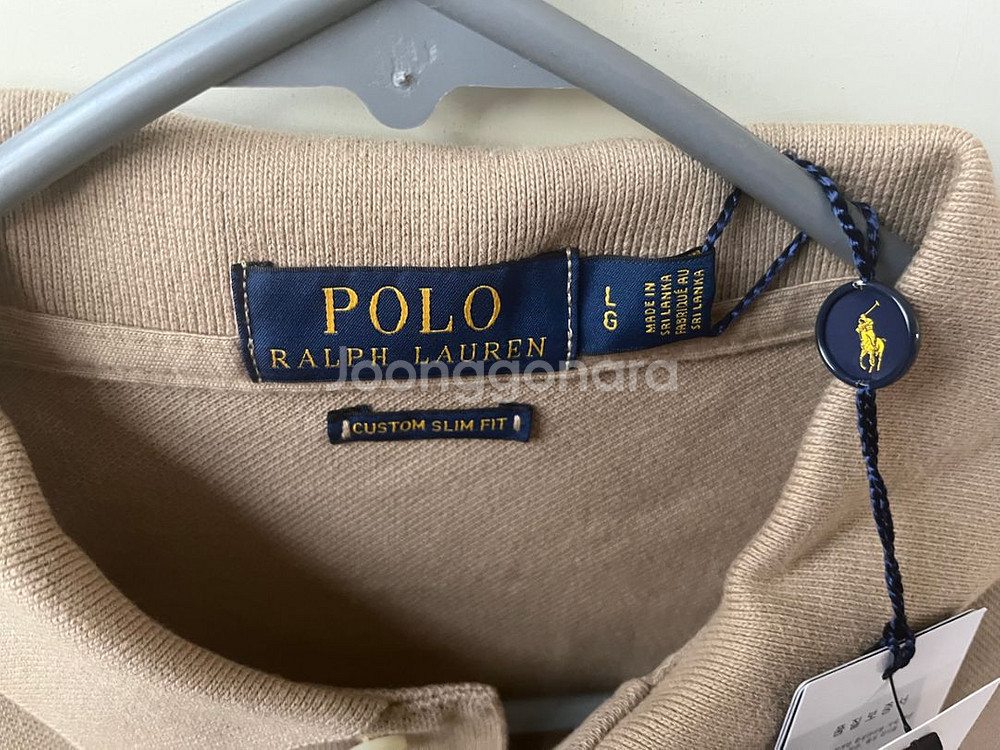 POLO
RALPH LAUREN
L
G
MADE IN
SRI LANKA
FABRIQUÉ AU
SRI LANKA
Joonggonara
CUSTOM SLIM FIT